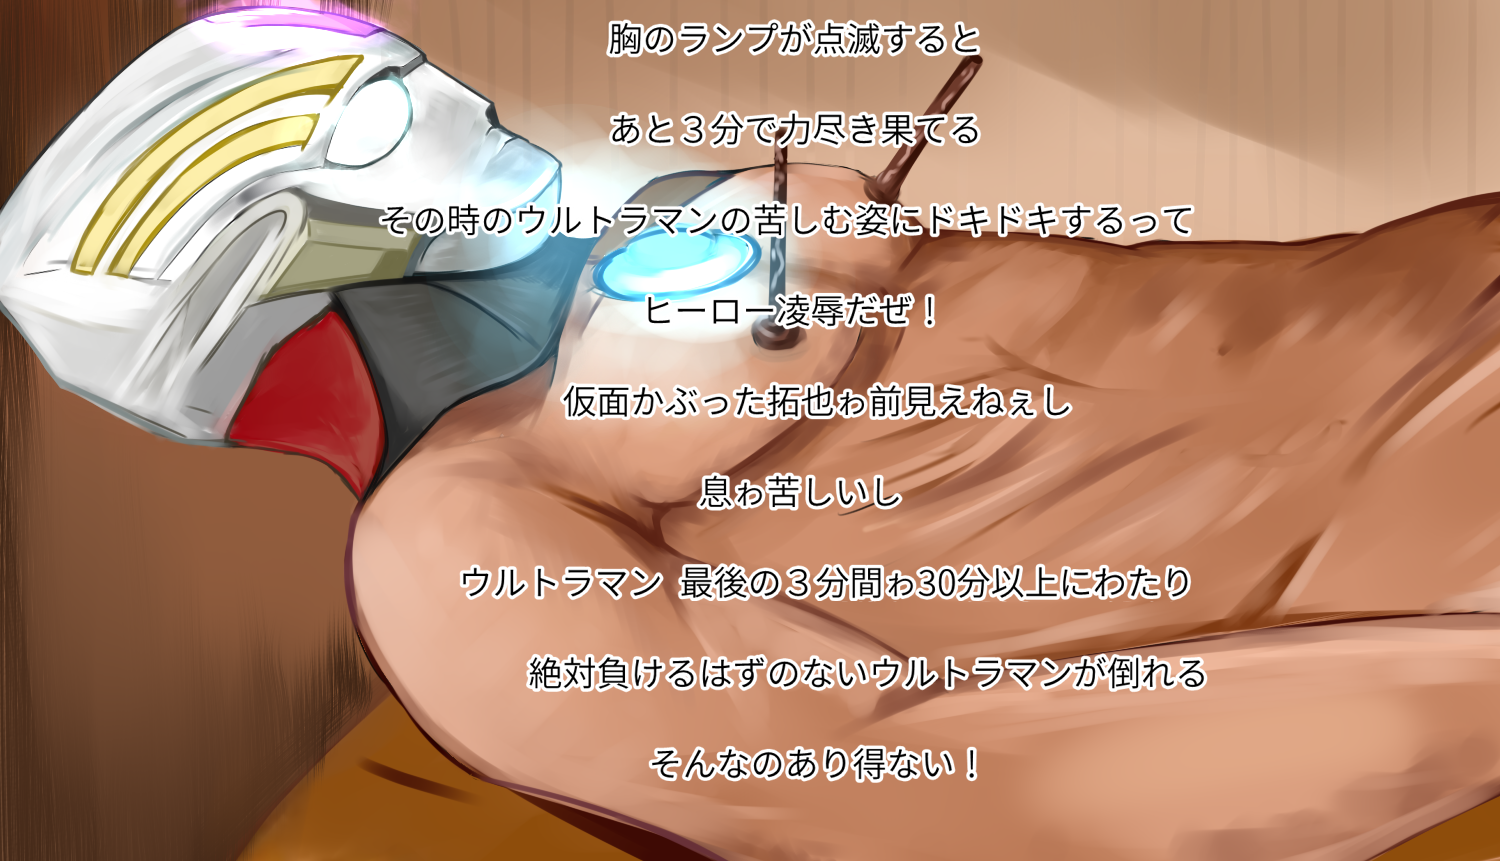 胸のランプが点滅すると
あと３分で力尽き果てる
その時のウルトラマンの苦しむ姿にドキドキするって
ヒーロー凌辱だぜ！
仮面かぶった拓也ゎ前見えねぇし
息ゎ苦しいし
ウルトラマン 最後の３分間ゎ30分以上にわたり
絶対負けるはずのないウルトラマンが倒れる
そんなのあり得ない！